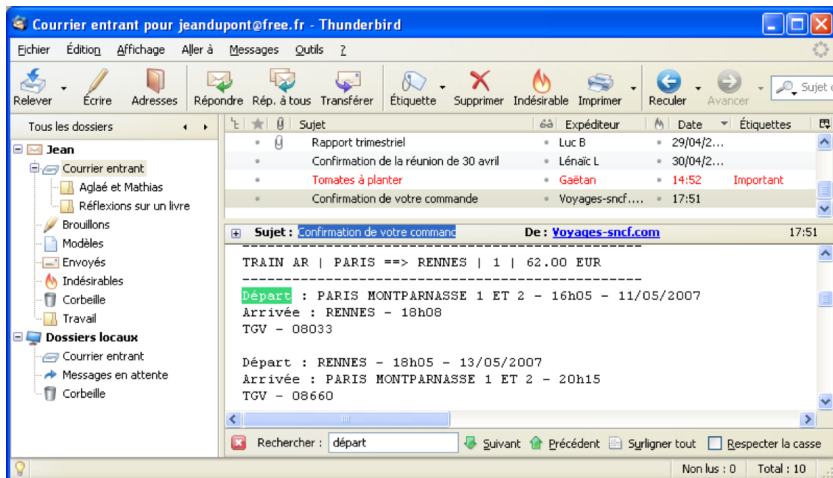 Courrier entrant pour jeandupont@free.fr - Thunderbird
Fichier Édition Affichage Aller à Messages Outils ?
Relever Écrire Adresses Répondre Rép. à tous Transférer Étiquette Supprimer Indésirable Imprimer Reculer Avancer Sujet
Tous les dossiers
Jean
Courrier entrant
Aglaé et Mathias
Réflexions sur un livre
Brouillons
Modèles
Envoyés
Indésirables
Corbeille
Travail
Dossiers locaux
Courrier entrant
Messages en attente
Corbeille
Sujet Expéditeur Date Étiquettes
Rapport trimestriel Luc B 29/04/2...
Confirmation de la réunion de 30 avril Lénaïc L 30/04/2...
Tomates à planter Gaëtan 14:52 Important
Confirmation de votre commande Voyages-sncf.... 17:51
Sujet : Confirmation de votre command De : Voyages-sncf.com 17:51
--------------------------------------------------
TRAIN AR | PARIS ==> RENNES | 1 | 62.00 EUR
--------------------------------------------------
Départ : PARIS MONTPARNASSE 1 ET 2 - 16h05 - 11/05/2007
Arrivée : RENNES - 18h08
TGV - 08033
Départ : RENNES - 18h05 - 13/05/2007
Arrivée : PARIS MONTPARNASSE 1 ET 2 - 20h15
TGV - 08660
Rechercher : départ Suivant Précédent Surligner tout Respecter la casse
Non lus : 0 Total : 10